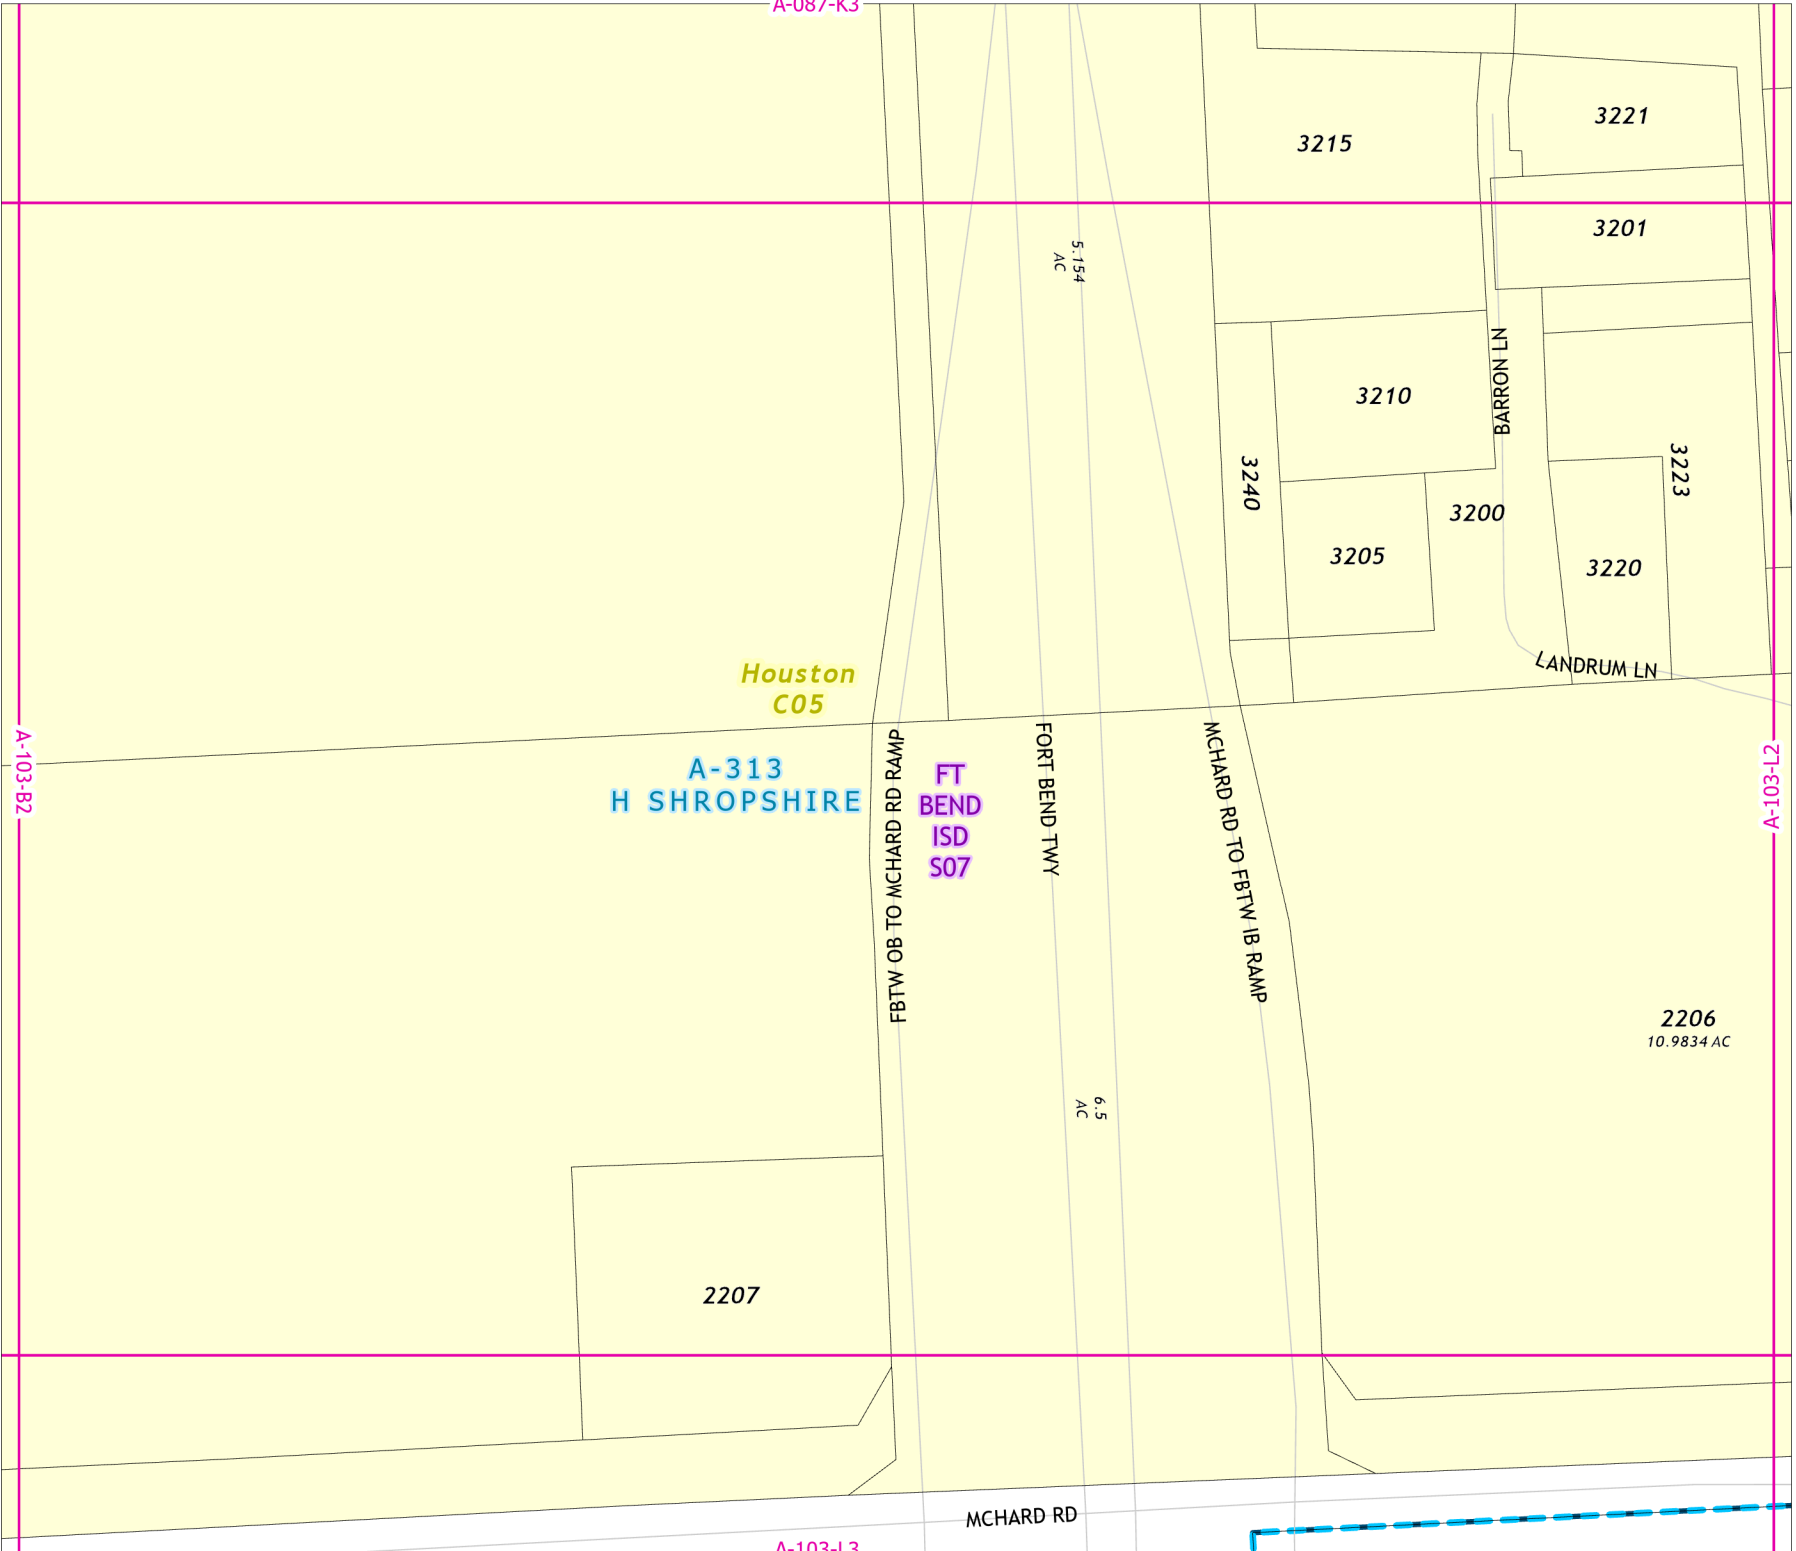 A-087-K3
3221
3215
3201
5.154
AC
BARRON LN
3210
3240
3223
3200
3205
3220
LANDRUM LN
Houston
C05
A-103-B2
A-313
H SHROPSHIRE
FBTW OB TO MCHARD RD RAMP
FT
BEND
ISD
S07
FORT BEND TWY
MCHARD RD TO FBTW IB RAMP
A-103-L2
2206
10.9834 AC
6.5
AC
2207
MCHARD RD
A-103-L3